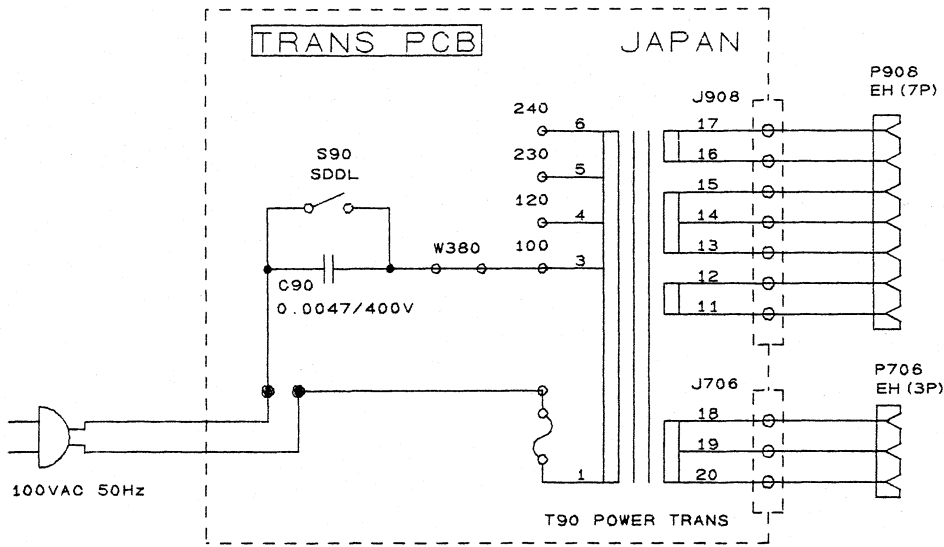 TRANS PCB
JAPAN
P908
EH (7P)
J908
240
6
17
16
S90
SDDL
230
5
15
120
4
14
W380
100
3
13
C90
0.0047/400V
12
11
P706
EH (3P)
J706
18
19
1
20
100VAC 50Hz
T90 POWER TRANS